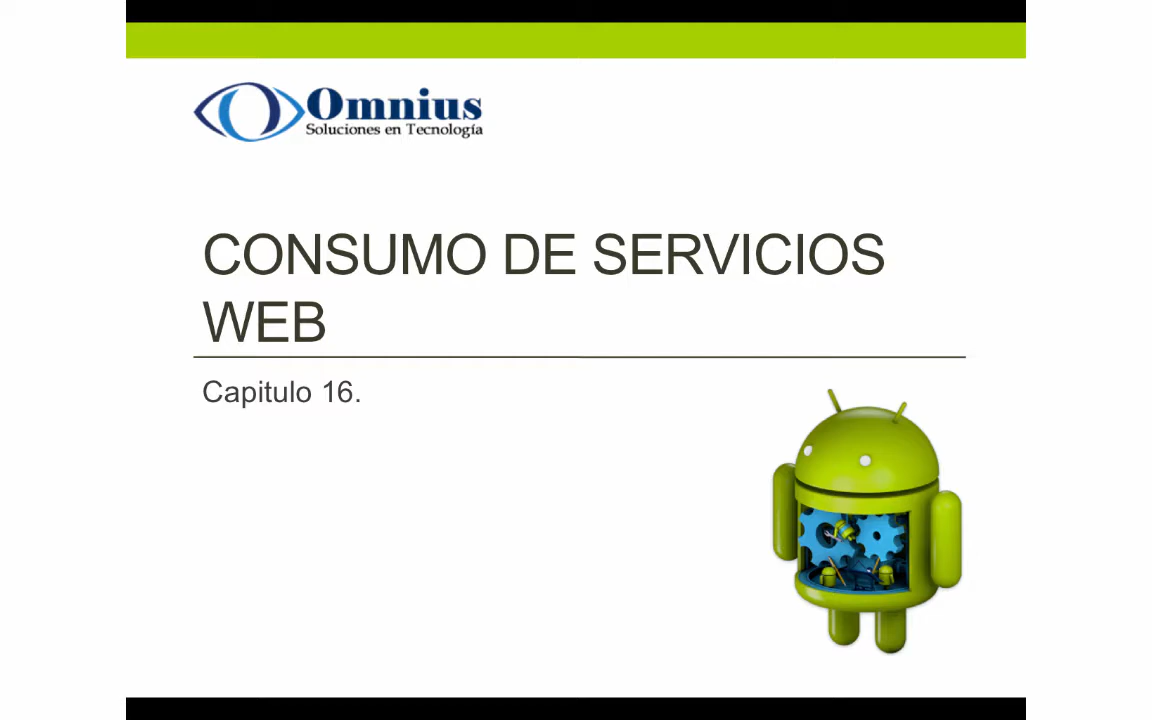 Omnius
Soluciones en Tecnología
CONSUMO DE SERVICIOS
WEB
Capitulo 16.